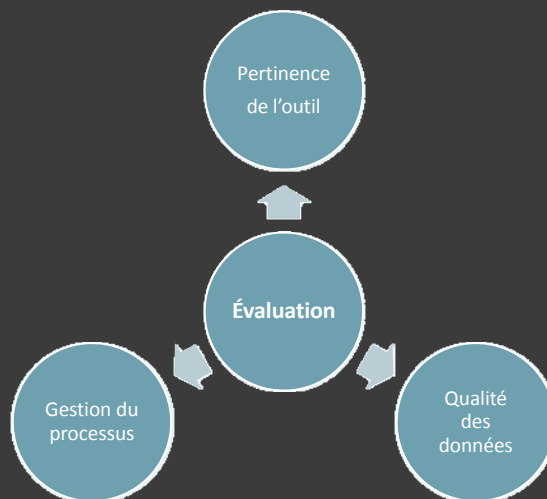 Pertinence
de l’outil
Évaluation
Gestion du
processus
Qualité
des
données